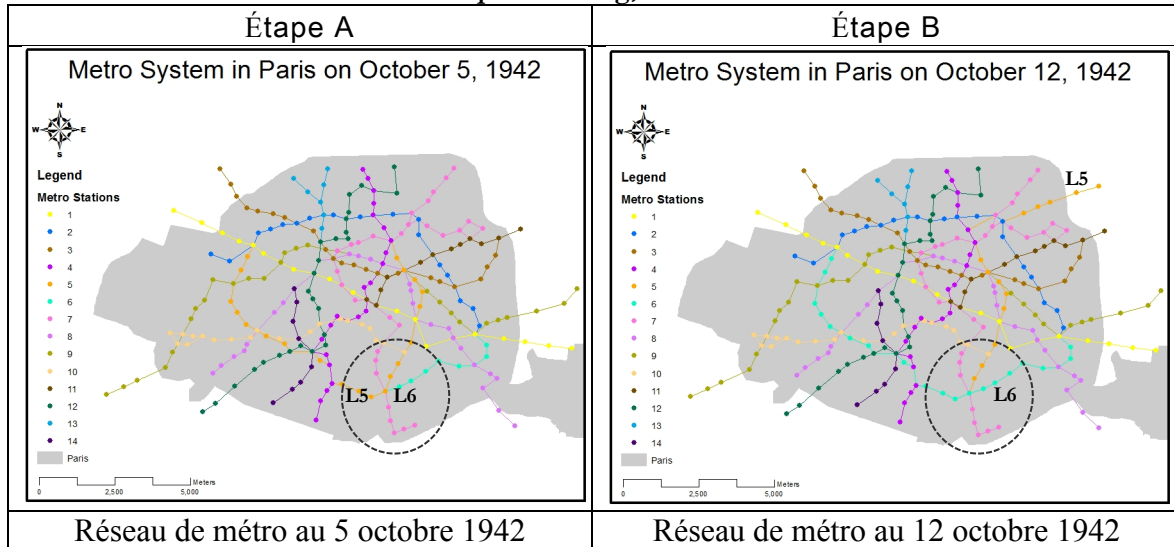 Étape A
Étape B
Metro System in Paris on October 5, 1942
N
W E
S
Legend
Metro Stations
1
2
3
4
5
6
7
8
9
10
11
12
13
14
Paris
L5 L6
Meters
0 2,500 5,000
Metro System in Paris on October 12, 1942
N
W E
S
Legend
Metro Stations
1
2
3
4
5
6
7
8
9
10
11
12
13
14
Paris
L5
L6
Meters
0 2,500 5,000
Réseau de métro au 5 octobre 1942
Réseau de métro au 12 octobre 1942